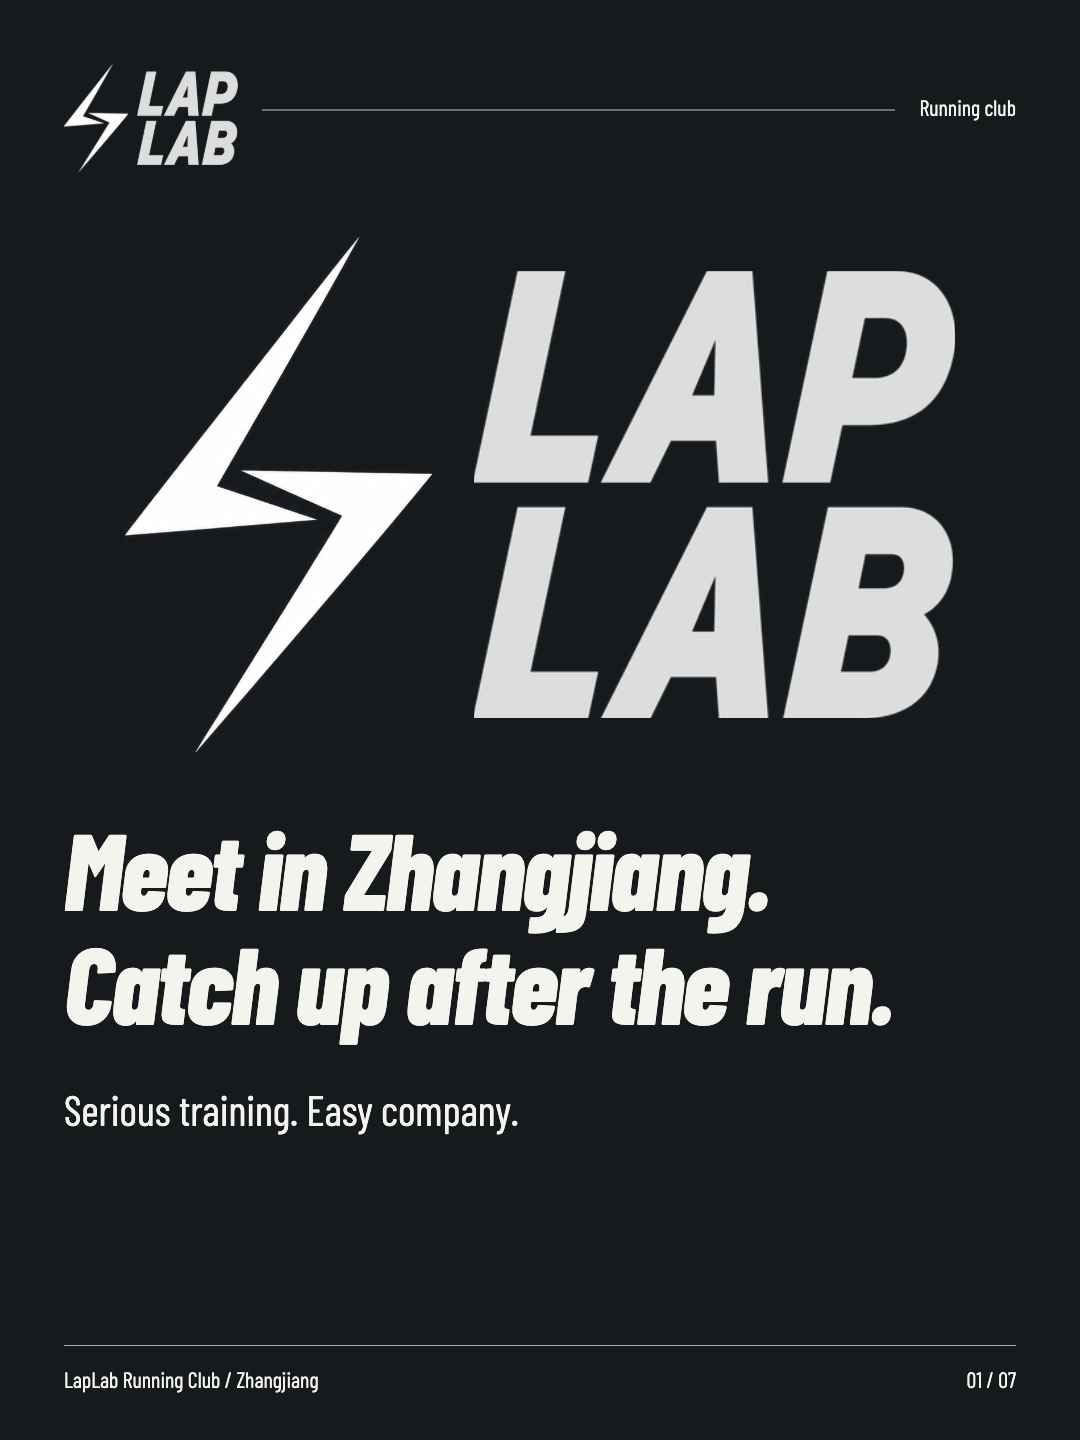 LAP
LAB
Running club
LAP
LAB
Meet in Zhangjiang.
Catch up after the run.
Serious training. Easy company.
LapLab Running Club / Zhangjiang
01 / 07